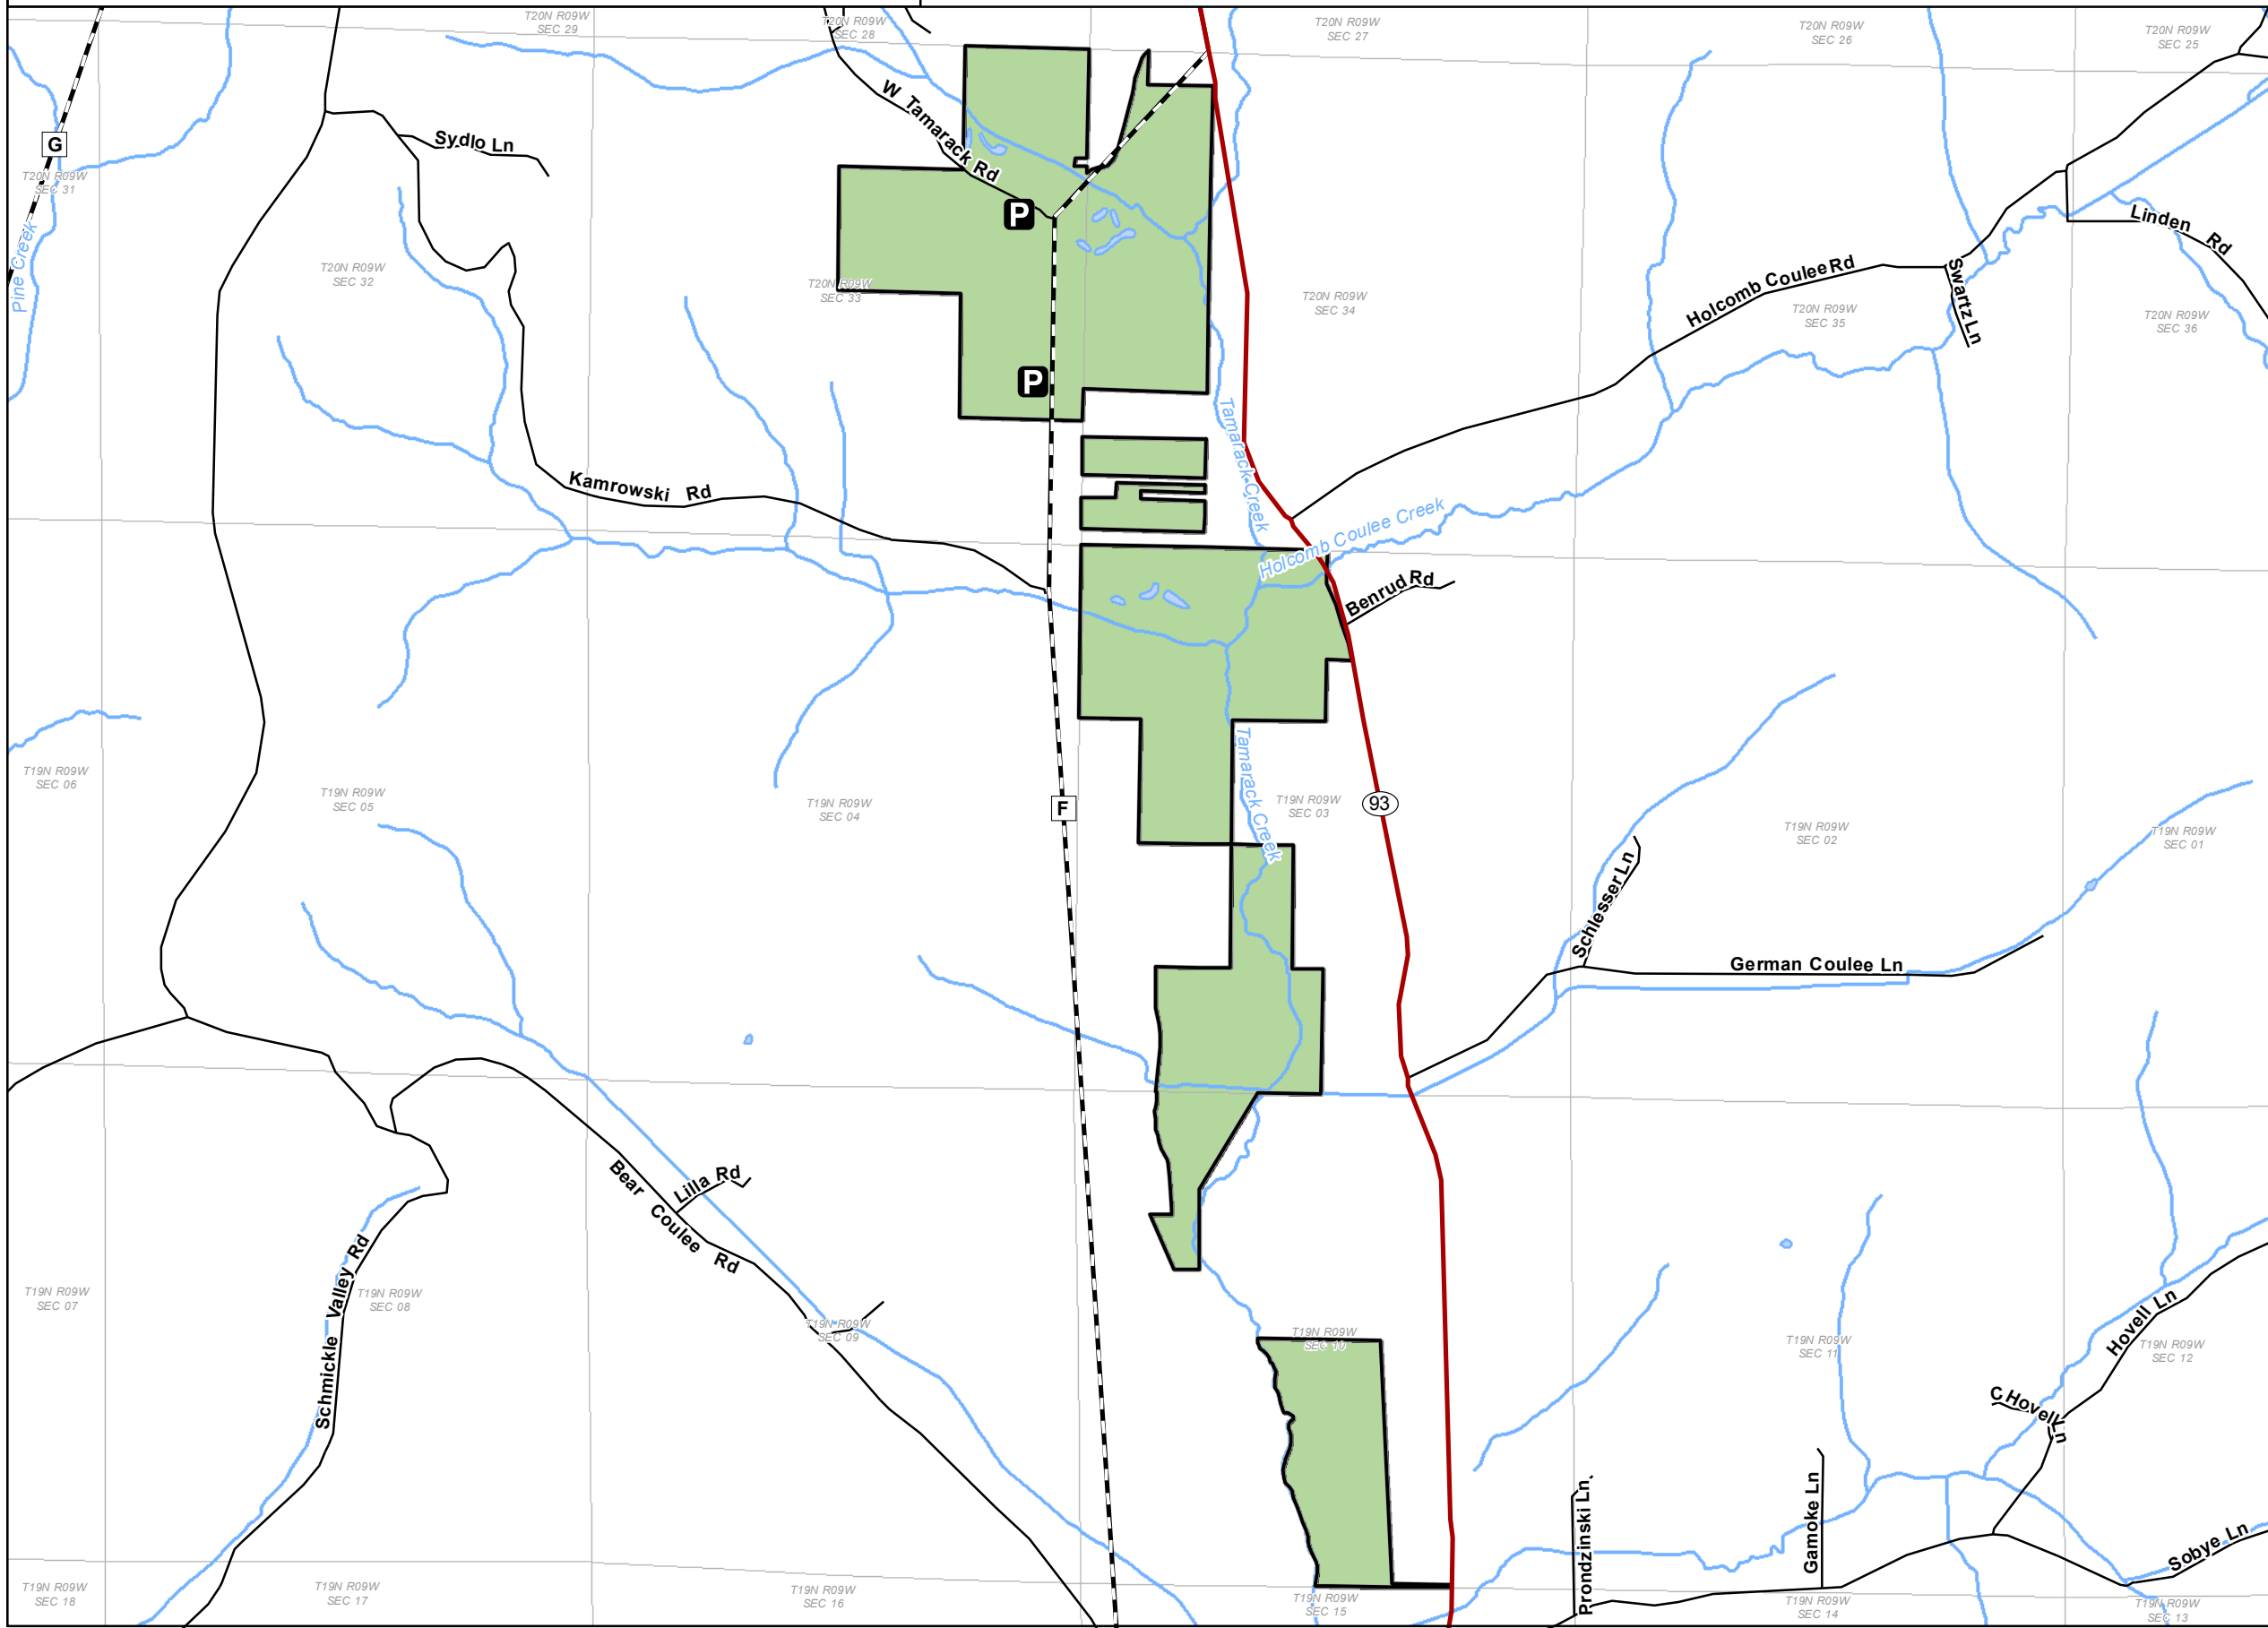 T20N R09W
SEC 29
T20N R09W
SEC 28
T20N R09W
SEC 27
T20N R09W
SEC 26
T20N R09W
SEC 25
G
T20N R09W
SEC 31
Pine Creek
Sydlo Ln
W Tamarack Rd
P
T20N R09W
SEC 32
T20N R09W
SEC 33
T20N R09W
SEC 34
Holcomb Coulee Rd
T20N R09W
SEC 35
Swartz Ln
Linden Rd
T20N R09W
SEC 36
P
Tamarack Creek
Kamrowski Rd
Holcomb Coulee Creek
Benrud Rd
T19N R09W
SEC 06
T19N R09W
SEC 05
T19N R09W
SEC 04
F
Tamarack Creek
T19N R09W
SEC 03
93
T19N R09W
SEC 02
T19N R09W
SEC 01
Schlesser Ln
German Coulee Ln
Bear Coulee Rd
Lilla Rd
Schmickle Valley Rd
T19N R09W
SEC 07
T19N R09W
SEC 08
T19N R09W
SEC 09
T19N R09W
SEC 10
T19N R09W
SEC 11
Hovell Ln
T19N R09W
SEC 12
C Hovell Ln
Prondzinski Ln
Gamoke Ln
Sobye Ln
T19N R09W
SEC 18
T19N R09W
SEC 17
T19N R09W
SEC 16
T19N R09W
SEC 15
T19N R09W
SEC 14
T19N R09W
SEC 13